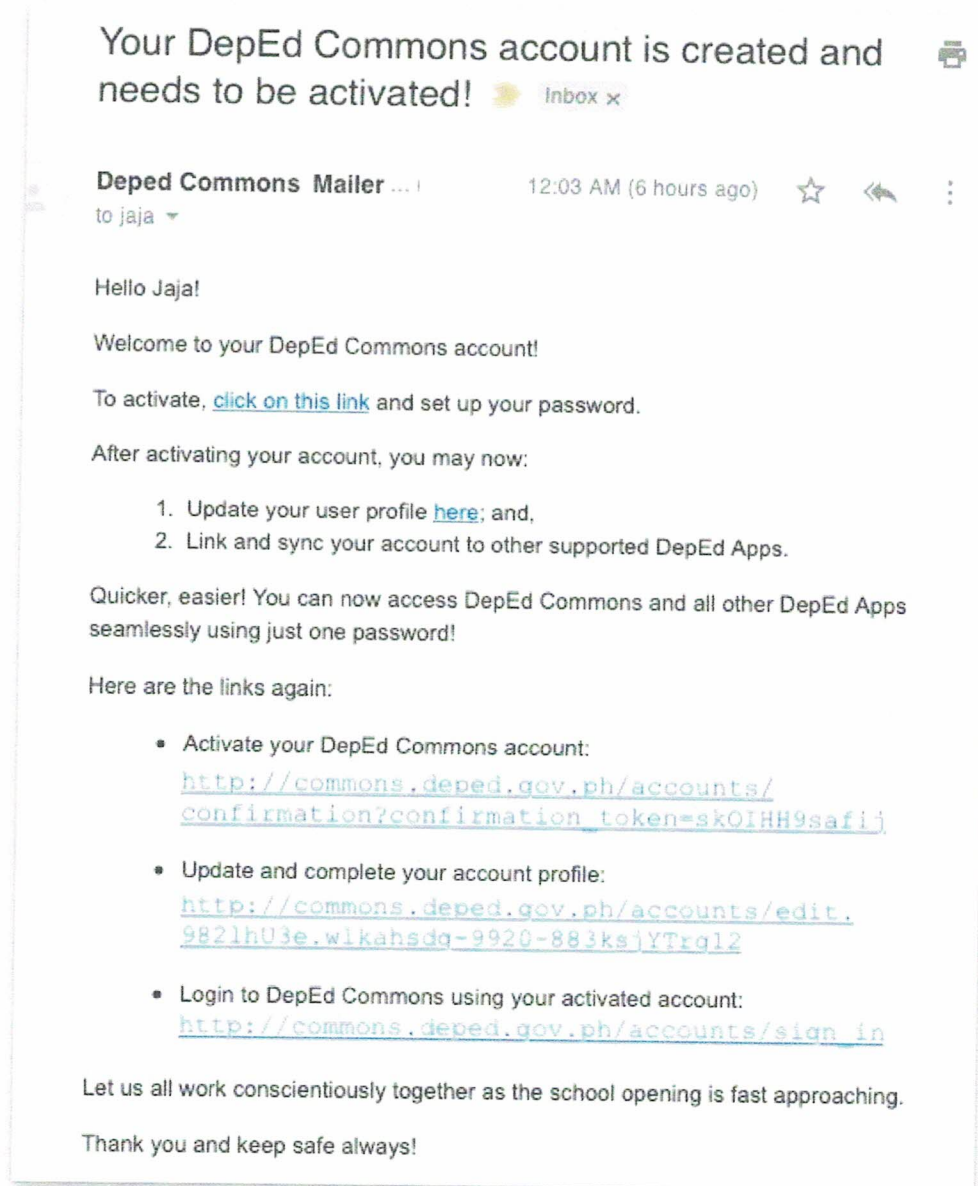 Your DepEd Commons account is created and
needs to be activated! Inbox x
Deped Commons Mailer ... 12:03 AM (6 hours ago)
to jaja
Hello Jaja!
Welcome to your DepEd Commons account!
To activate, click on this link and set up your password.
After activating your account, you may now:
1. Update your user profile here; and,
2. Link and sync your account to other supported DepEd Apps.
Quicker, easier! You can now access DepEd Commons and all other DepEd Apps
seamlessly using just one password!
Here are the links again:
• Activate your DepEd Commons account:
http://commons.deped.gov.ph/accounts/
confirmation?confirmation_token=skOIHH9safij
• Update and complete your account profile:
http://commons.deped.gov.ph/accounts/edit.
982lhU3e.wlkahsdg-9920-883ksjYTrgl2
• Login to DepEd Commons using your activated account:
http://commons.deped.gov.ph/accounts/sign_in
Let us all work conscientiously together as the school opening is fast approaching.
Thank you and keep safe always!